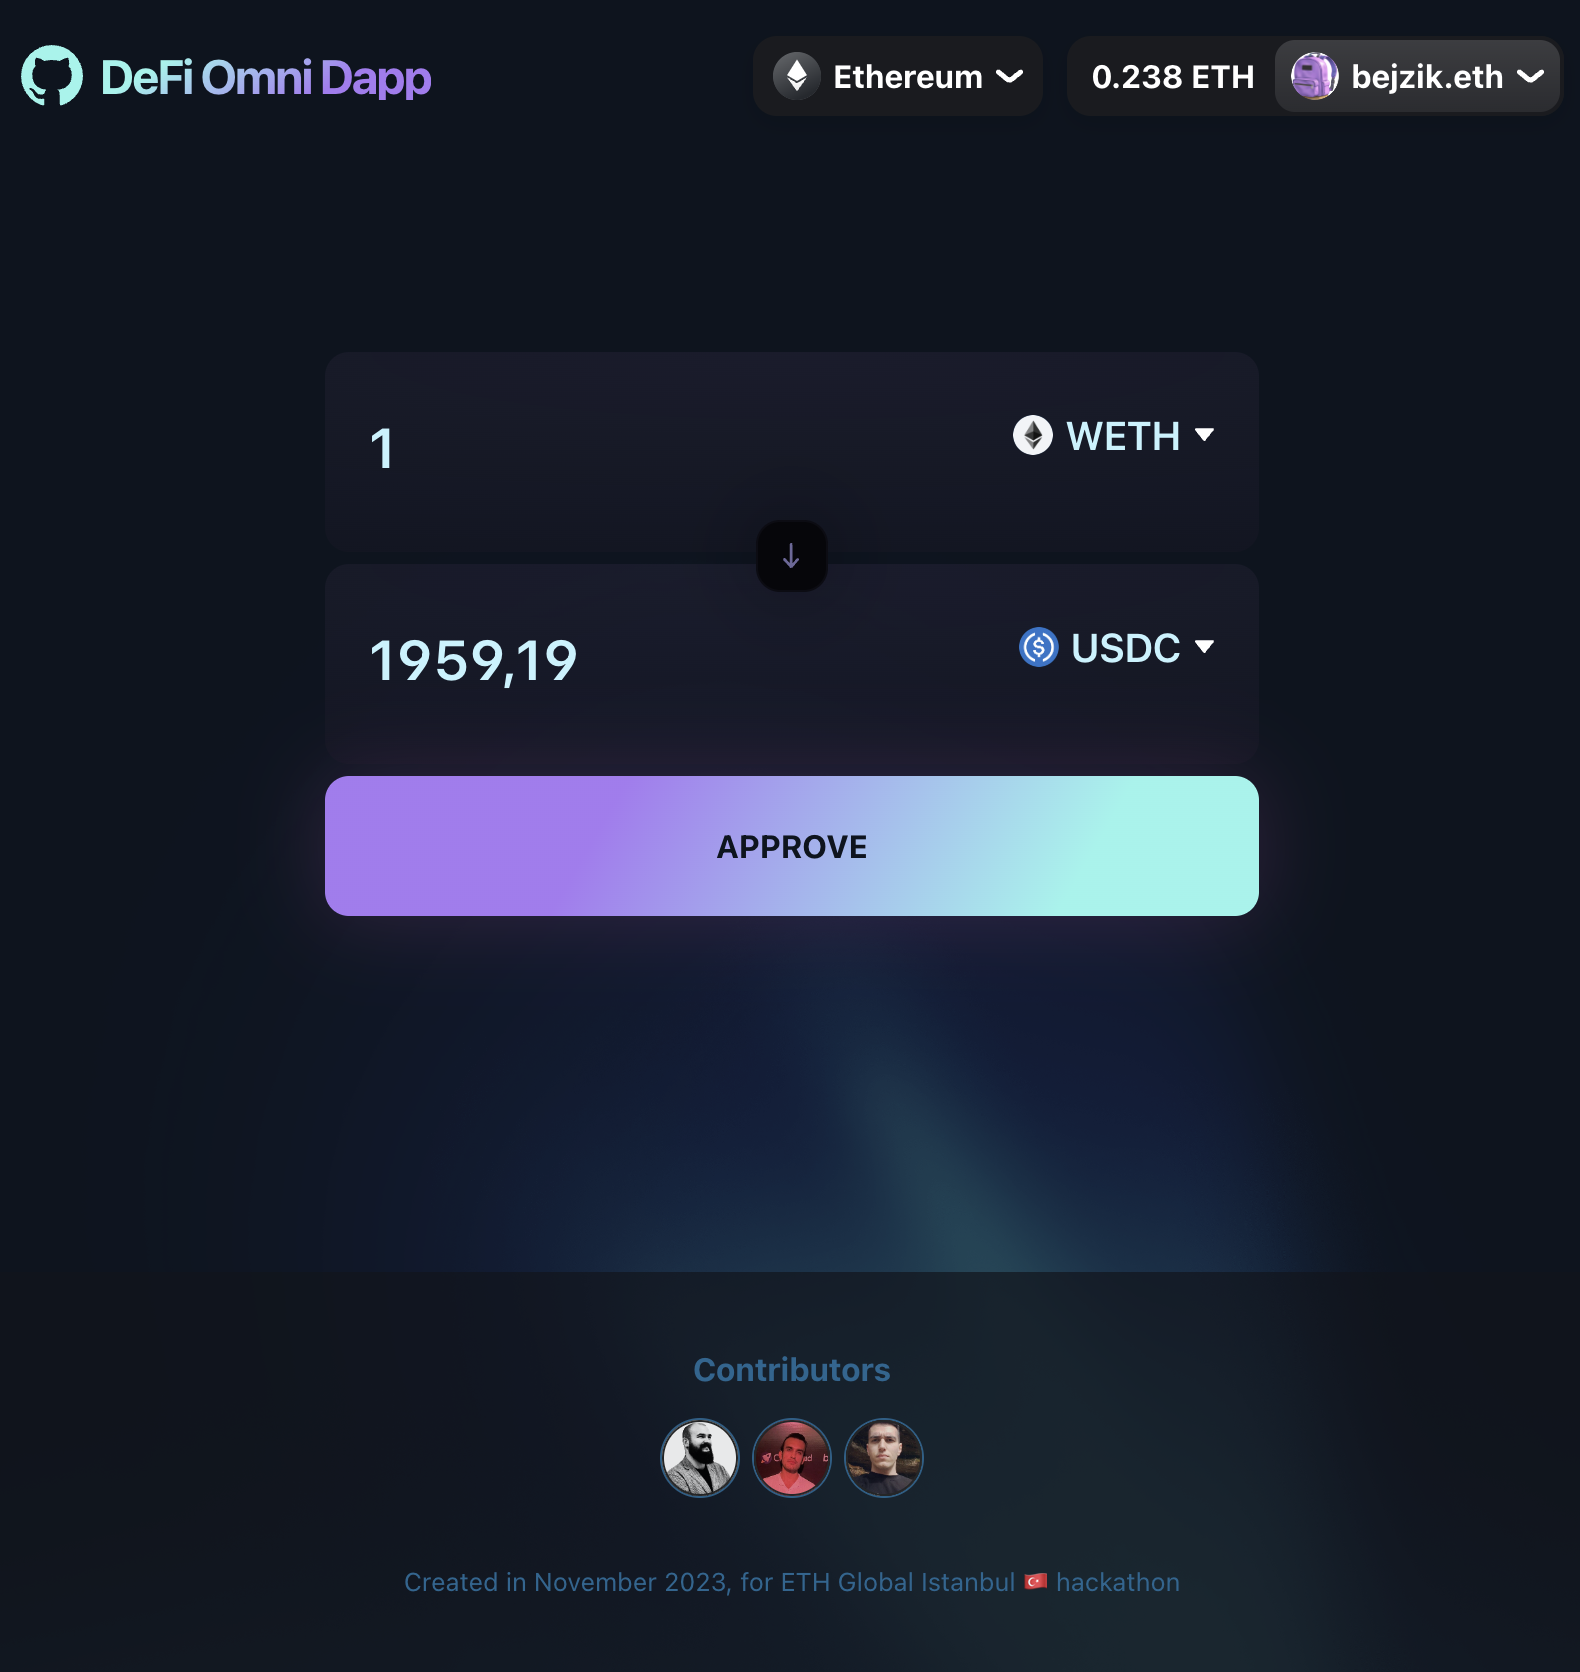 DeFi Omni Dapp
Ethereum
0.238 ETH
bejzik.eth
1
WETH
1959,19
USDC
APPROVE
Contributors
Created in November 2023, for ETH Global Istanbul 🇹🇷 hackathon